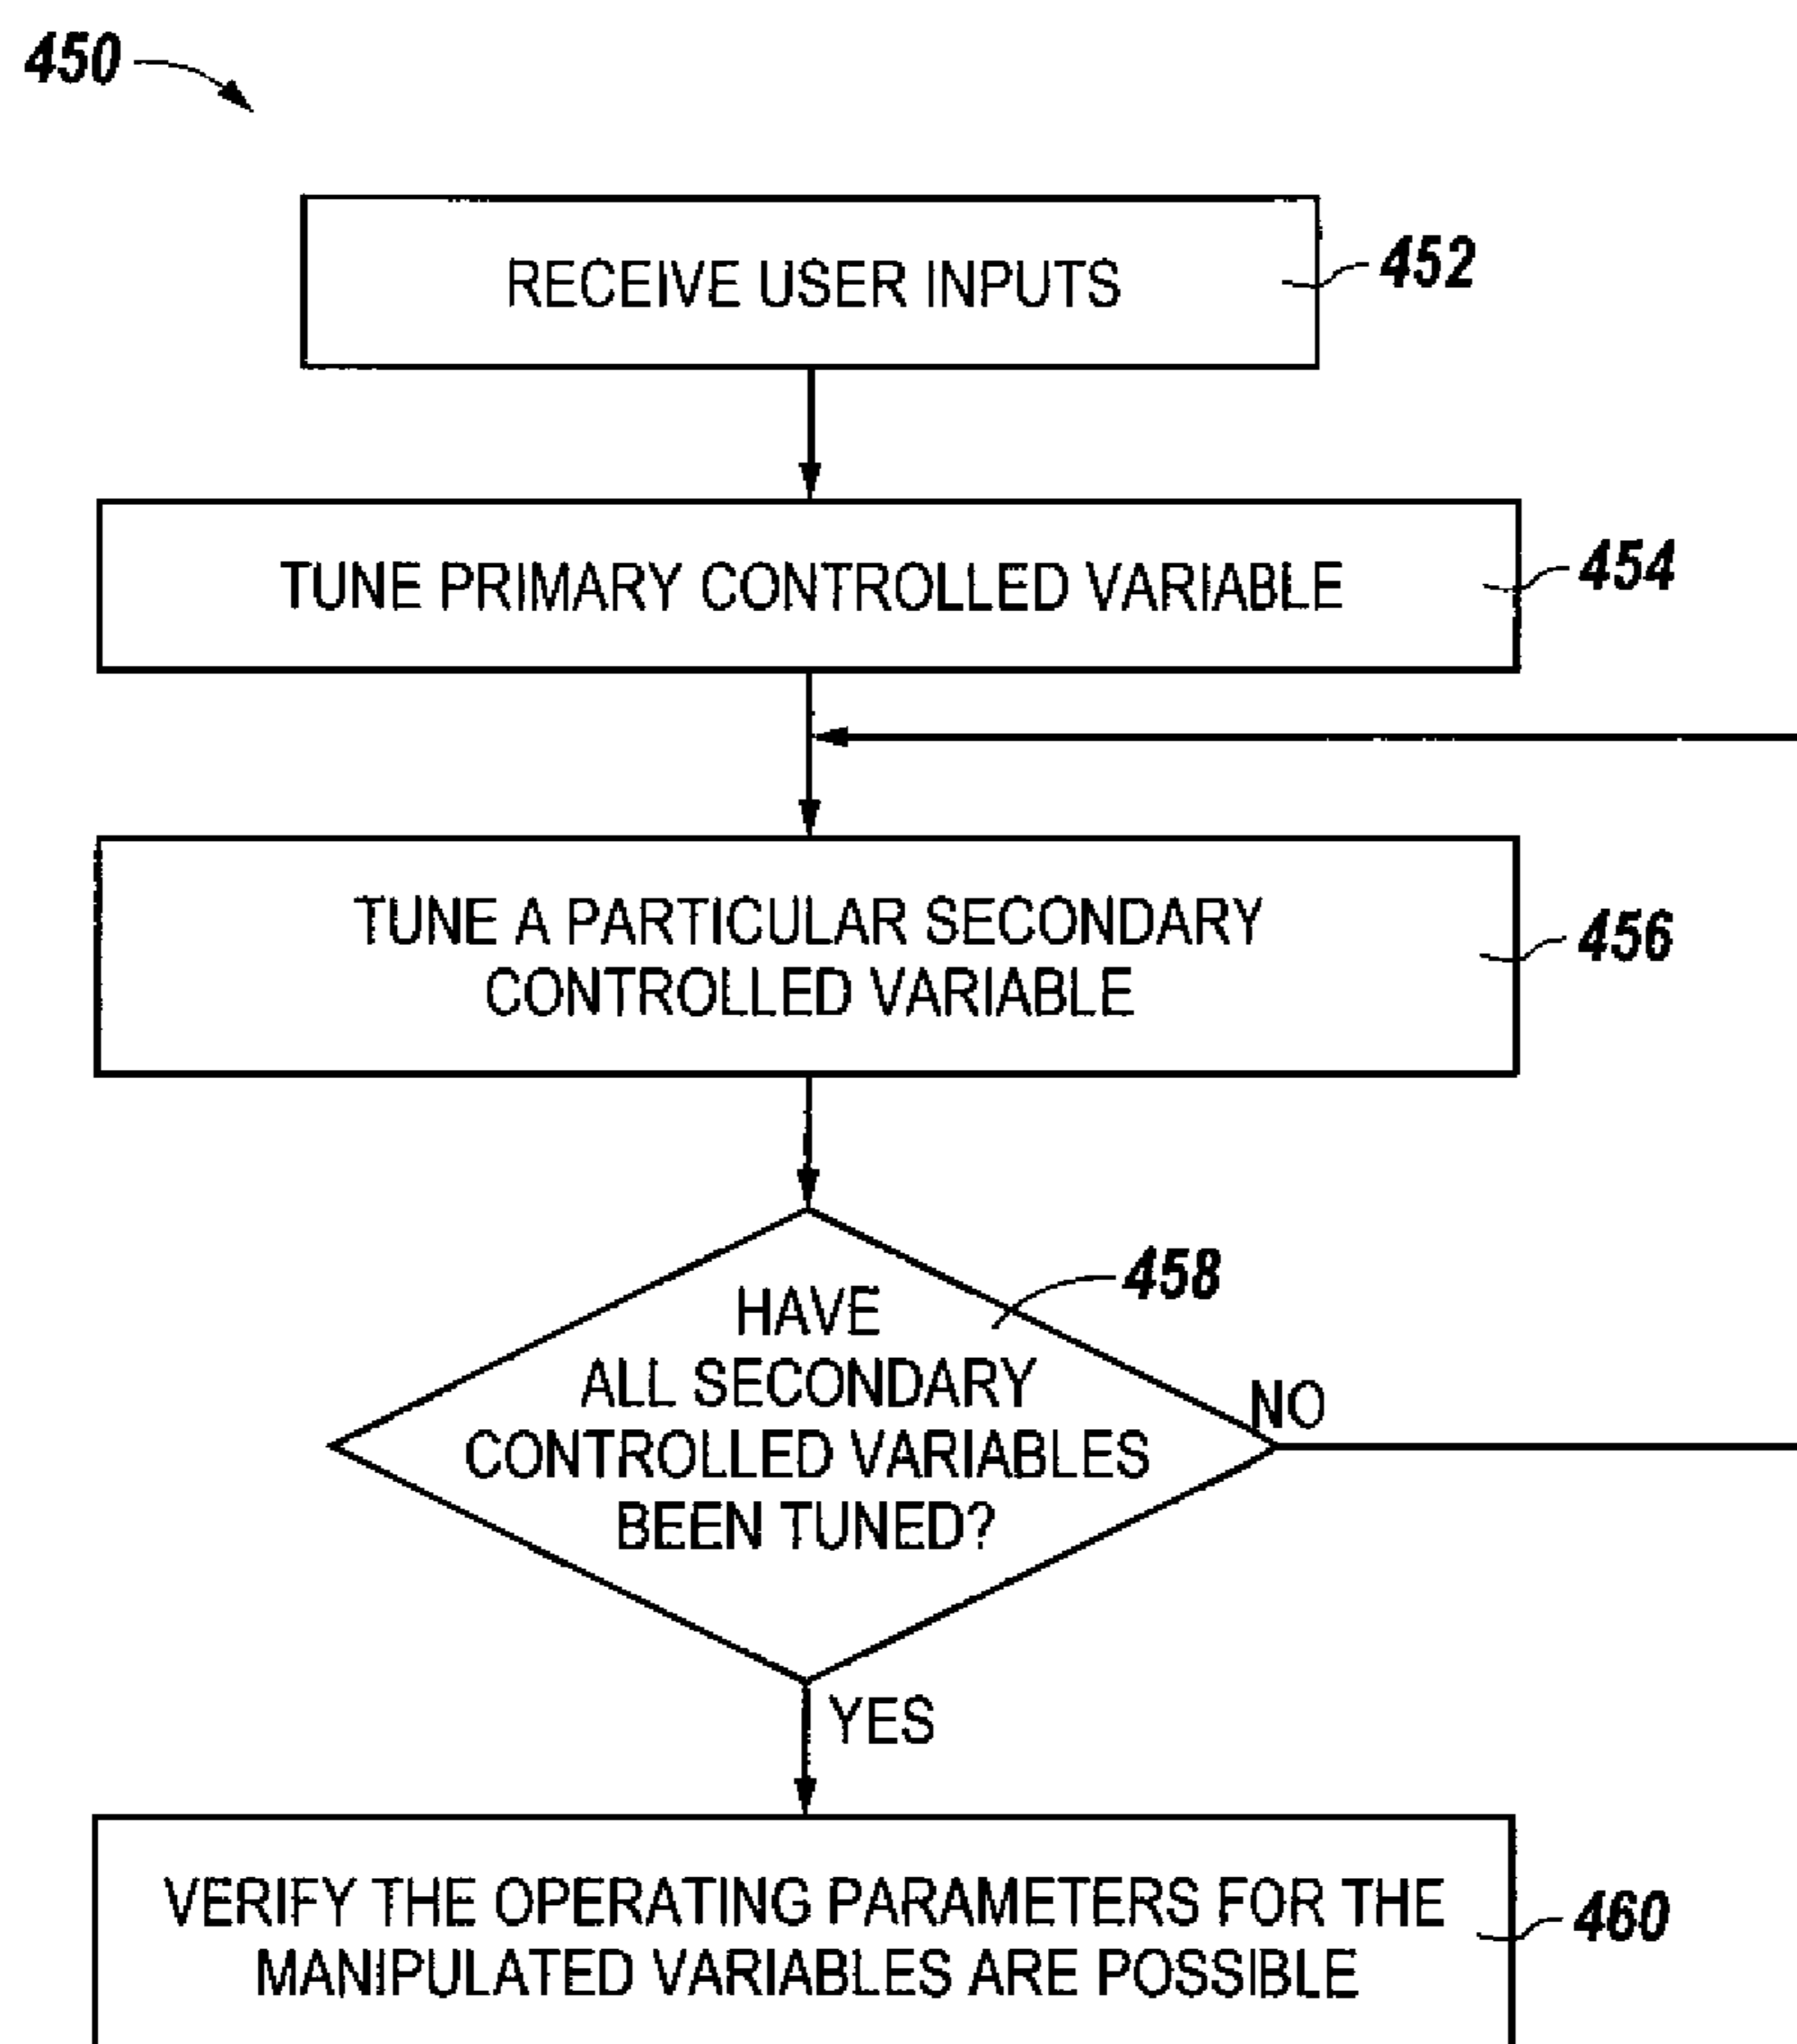 450
RECEIVE USER INPUTS
452
TUNE PRIMARY CONTROLLED VARIABLE
454
TUNE A PARTICULAR SECONDARY
CONTROLLED VARIABLE
456
HAVE
ALL SECONDARY
CONTROLLED VARIABLES
BEEN TUNED?
458
NO
YES
VERIFY THE OPERATING PARAMETERS FOR THE
MANIPULATED VARIABLES ARE POSSIBLE
460